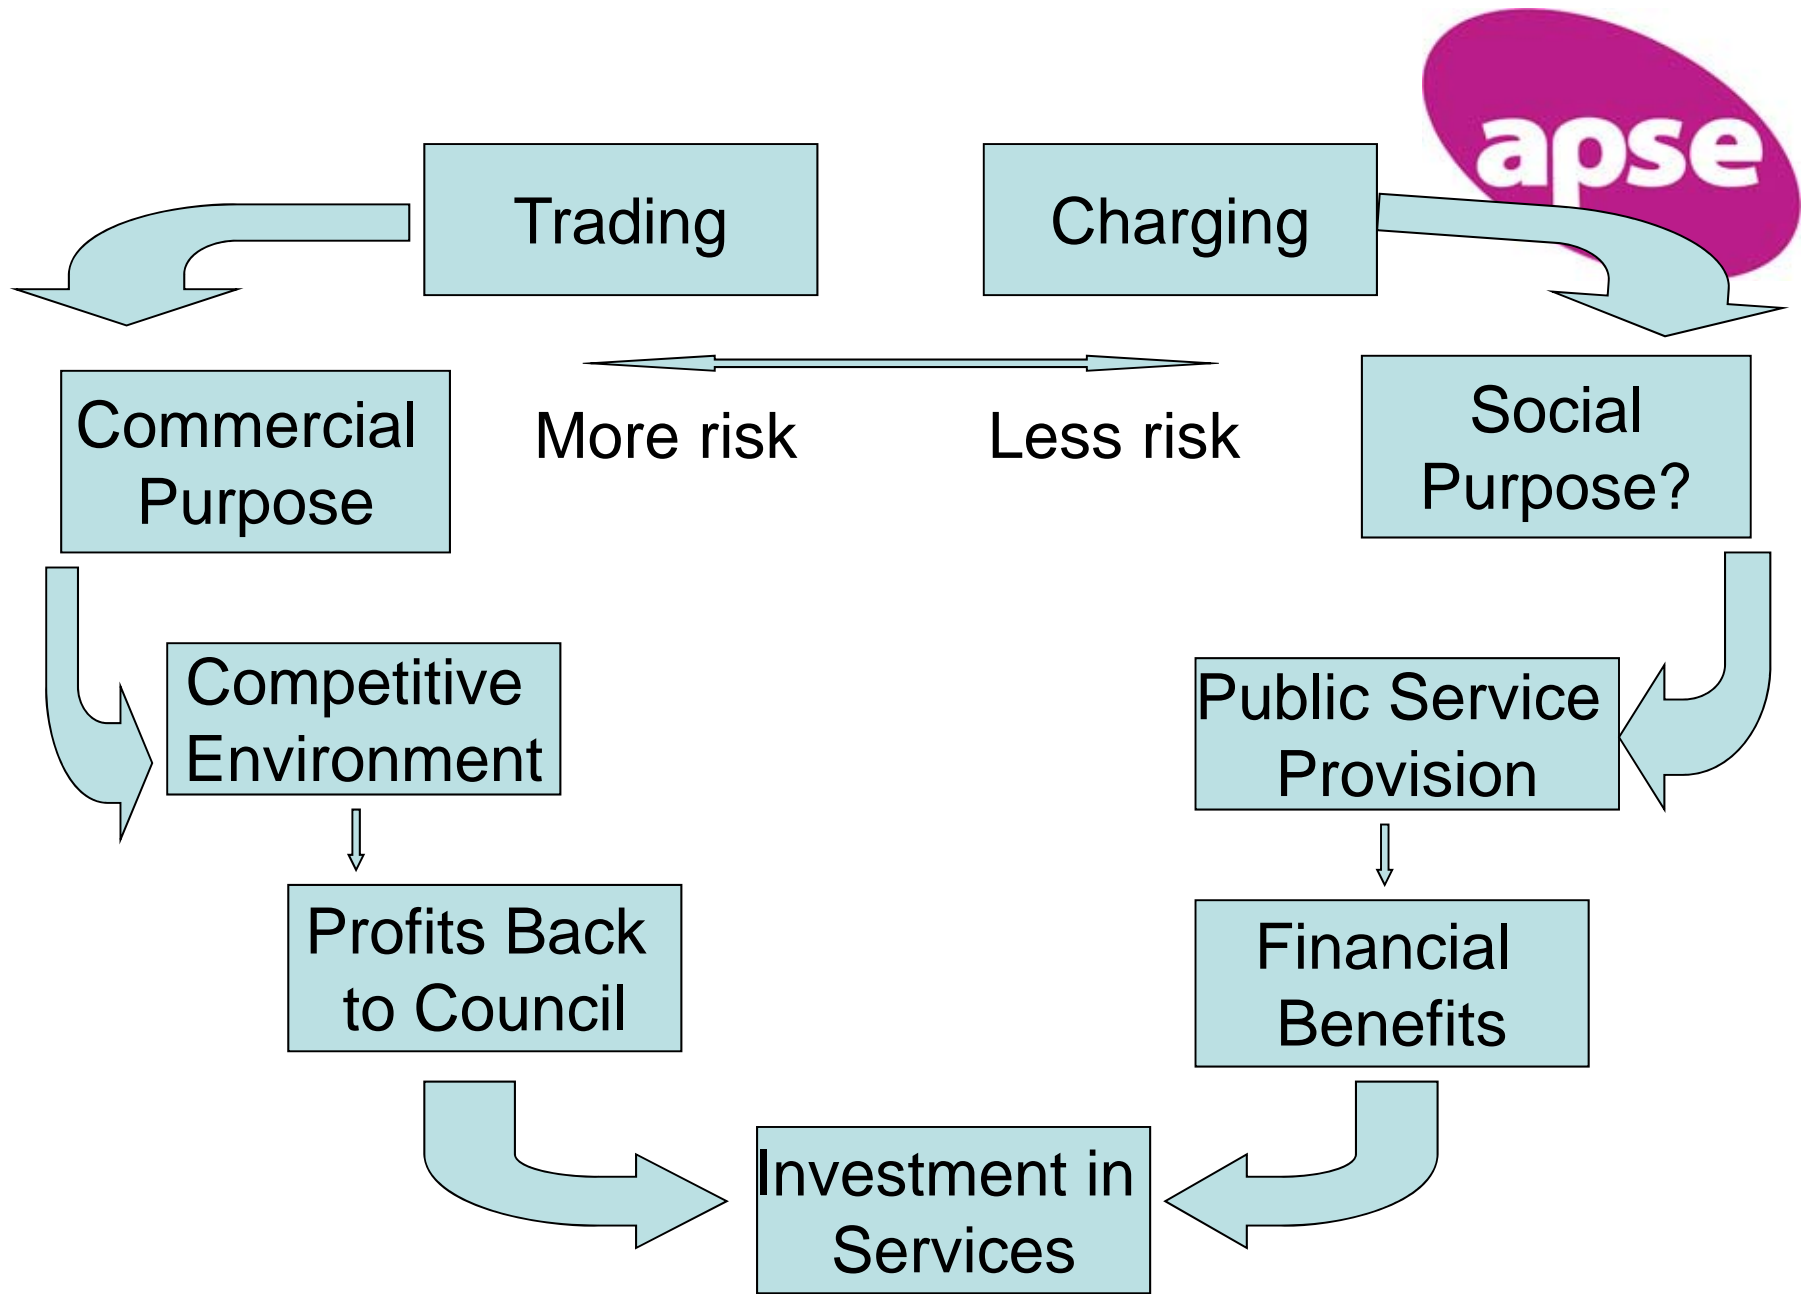 apse
Trading
Charging
Commercial
Purpose
More risk
Less risk
Social
Purpose?
Competitive
Environment
Public Service
Provision
Profits Back
to Council
Financial
Benefits
Investment in
Services